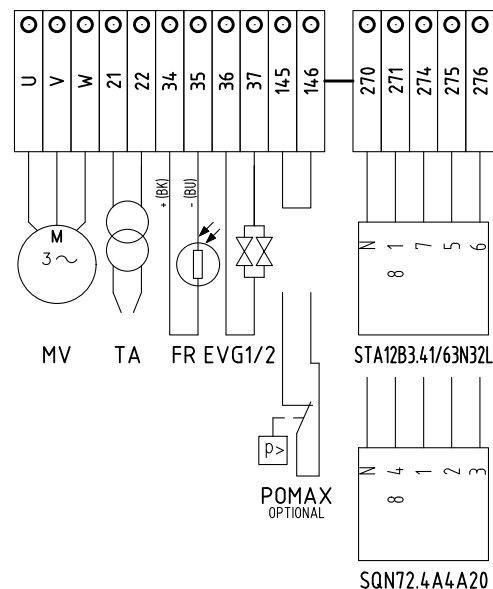 U V W 21 22 34 35 36 37 145 146 270 271 274 275 276
+ (BK)
- (BU)
M
3~
N 1 7 5 6
8
MV TA FR EVG1/2 STA12B3.41/63N32L
p>
POMAX
OPTIONAL
N 4 1 2 3
8
SQN72.4A4A20